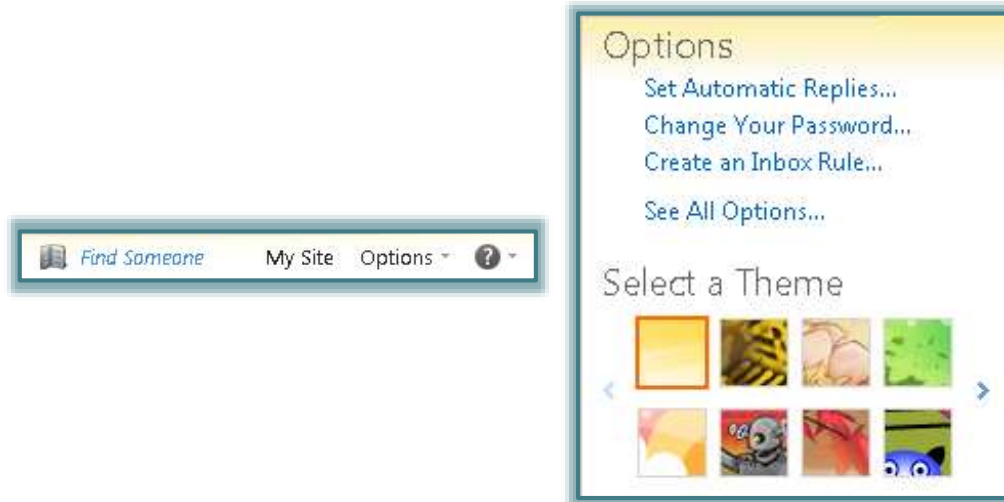 Find Someone My Site Options ?
Options
Set Automatic Replies...
Change Your Password...
Create an Inbox Rule...
See All Options...
Select a Theme